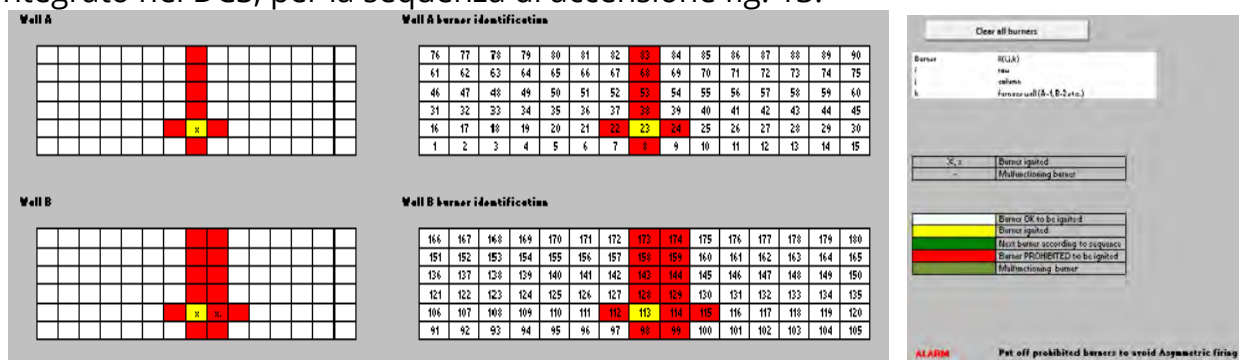 integrato nel DCS, per la sequenza di accensione fig. 13.
Wall A
Wall A burner identification
76 77 78 79 80 81 82 83 84 85 86 87 88 89 90
61 62 63 64 65 66 67 68 69 70 71 72 73 74 75
46 47 48 49 50 51 52 53 54 55 56 57 58 59 60
31 32 33 34 35 36 37 38 39 40 41 42 43 44 45
x
16 17 18 19 20 21 22 23 24 25 26 27 28 29 30
1 2 3 4 5 6 7 8 9 10 11 12 13 14 15
Wall B
Wall B burner identification
166 167 168 169 170 171 172 173 174 175 176 177 178 179 180
151 152 153 154 155 156 157 158 159 160 161 162 163 164 165
136 137 138 139 140 141 142 143 144 145 146 147 148 149 150
121 122 123 124 125 126 127 128 129 130 131 132 133 134 135
x x
106 107 108 109 110 111 112 113 114 115 116 117 118 119 120
91 92 93 94 95 96 97 98 99 100 101 102 103 104 105
Clear all burners
Burner
i row
j column
k furnace wall (A-1, B-2 etc.)
X, x Burner ignited
- Malfunctioning burner
Burner OK to be ignited
Burner ignited
Next burner according to sequence
Burner PROHIBITED to be ignited
Malfunctioning burner
ALARM Put off prohibited burners to avoid Asymmetric firing